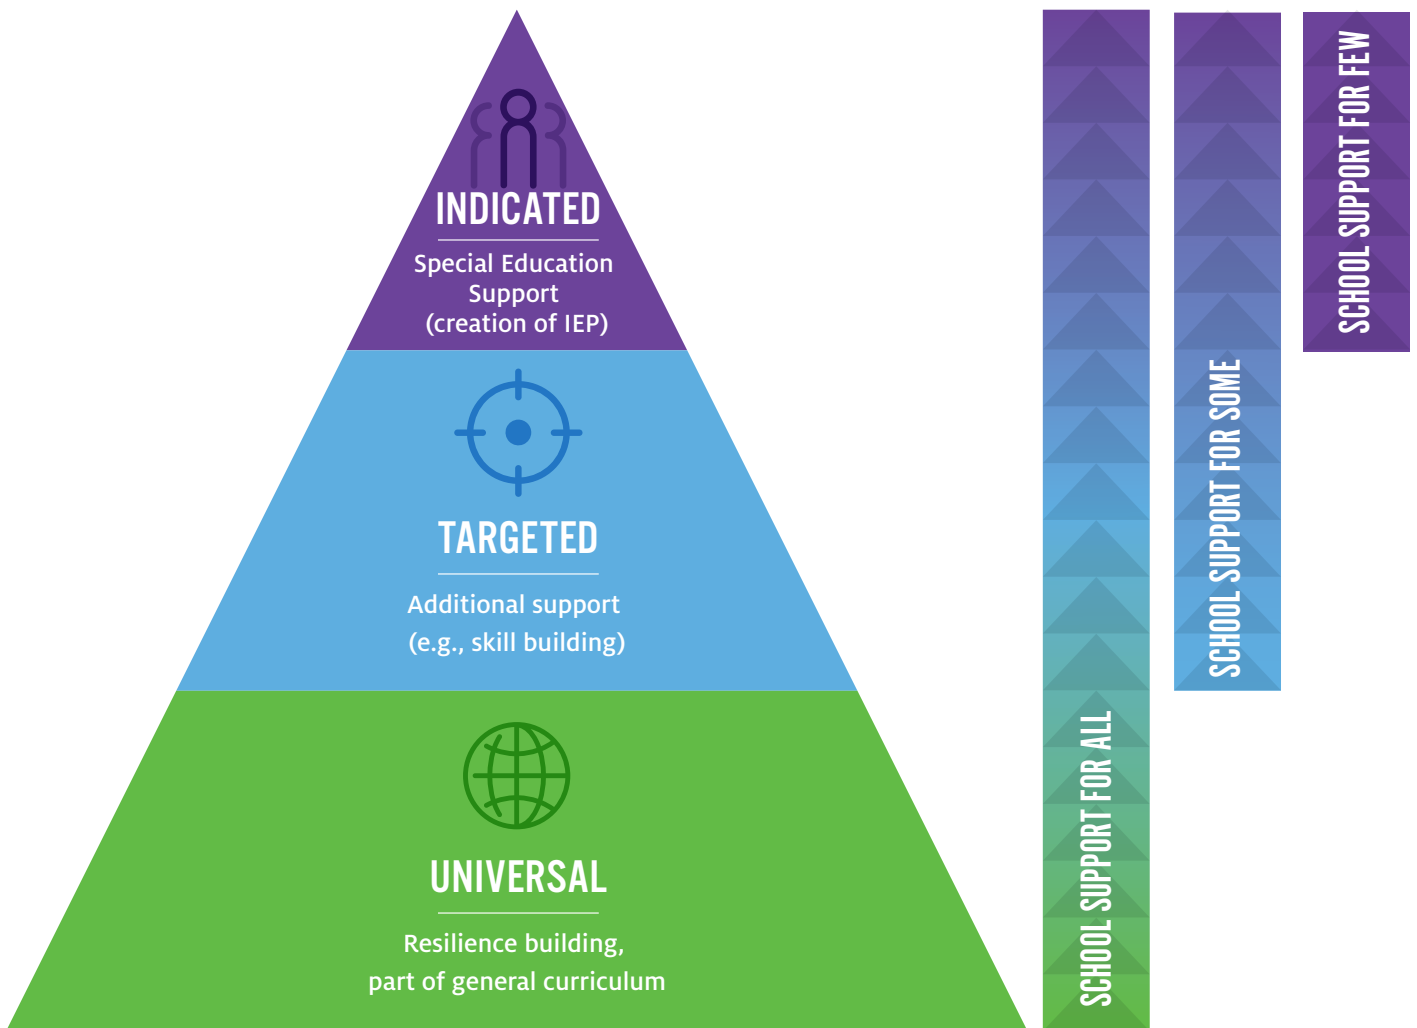 INDICATED
Special Education
Support
(creation of IEP)
TARGETED
Additional support
(e.g., skill building)
UNIVERSAL
Resilience building,
part of general curriculum
SCHOOL SUPPORT FOR ALL
SCHOOL SUPPORT FOR SOME
SCHOOL SUPPORT FOR FEW